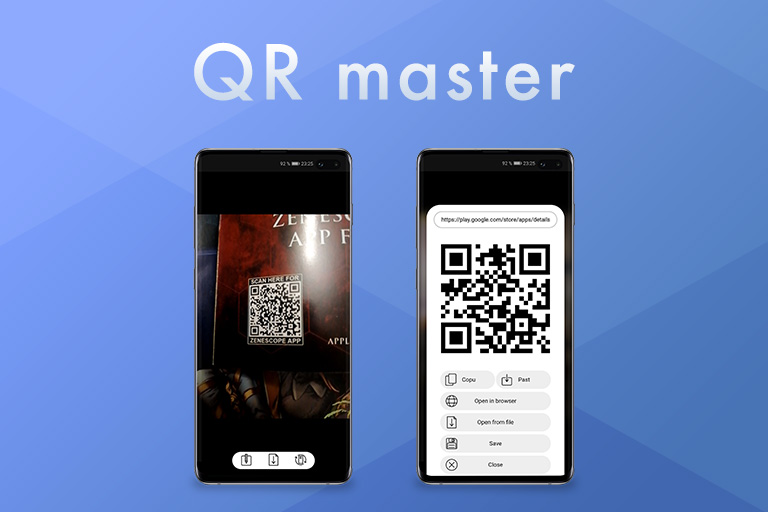 QR master
92 % 23:25
ZENESC
APP F
SCAN HERE FOR
ZENESCOPE APP
APPL
92 % 23:25
https://play.google.com/store/apps/details
Copu
Past
Open in browser
Open from file
Save
Close